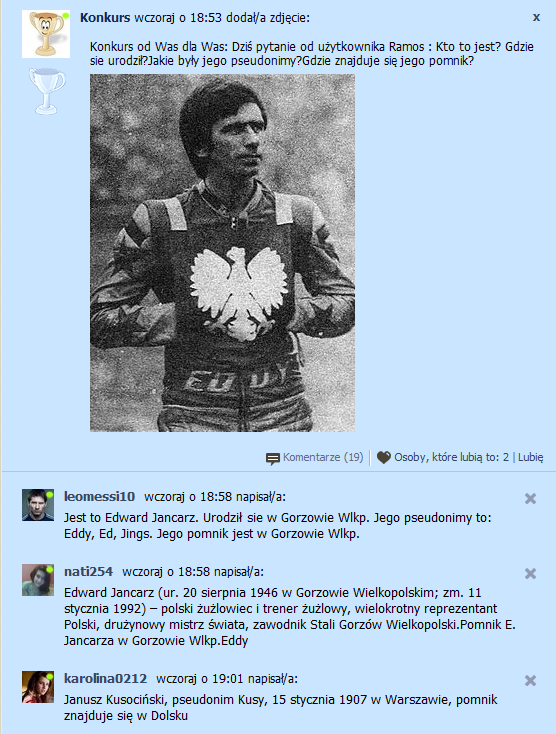 Konkurs wczoraj o 18:53 dodał/a zdjęcie:
x
Konkurs od Was dla Was: Dziś pytanie od użytkownika Ramos : Kto to jest? Gdzie
sie urodził?Jakie były jego pseudonimy?Gdzie znajduje się jego pomnik?
EDDY
Komentarze (19) | Osoby, które lubią to: 2 | Lubię
leomessi10 wczoraj o 18:58 napisał/a:
Jest to Edward Jancarz. Urodził sie w Gorzowie Wlkp. Jego pseudonimy to:
Eddy, Ed, Jings. Jego pomnik jest w Gorzowie Wlkp.
nati254 wczoraj o 18:58 napisał/a:
Edward Jancarz (ur. 20 sierpnia 1946 w Gorzowie Wielkopolskim; zm. 11
stycznia 1992) – polski żużlowiec i trener żużlowy, wielokrotny reprezentant
Polski, drużynowy mistrz świata, zawodnik Stali Gorzów Wielkopolski.Pomnik E.
Jancarza w Gorzowie Wlkp.Eddy
karolina0212 wczoraj o 19:01 napisał/a:
Janusz Kusociński, pseudonim Kusy, 15 stycznia 1907 w Warszawie, pomnik
znajduje się w Dolsku